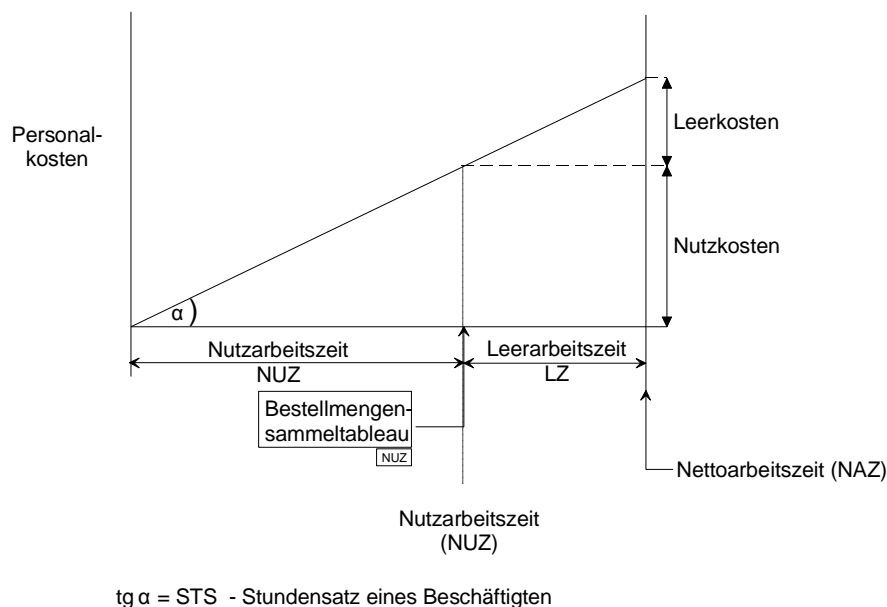 Personal-
kosten
Leerkosten
Nutzkosten
α
Nutzarbeitszeit
NUZ
Leerarbeitszeit
LZ
Bestellmengen-
sammeltableau
NUZ
Nettoarbeitszeit (NAZ)
Nutzarbeitszeit
(NUZ)
tg α = STS - Stundensatz eines Beschäftigten